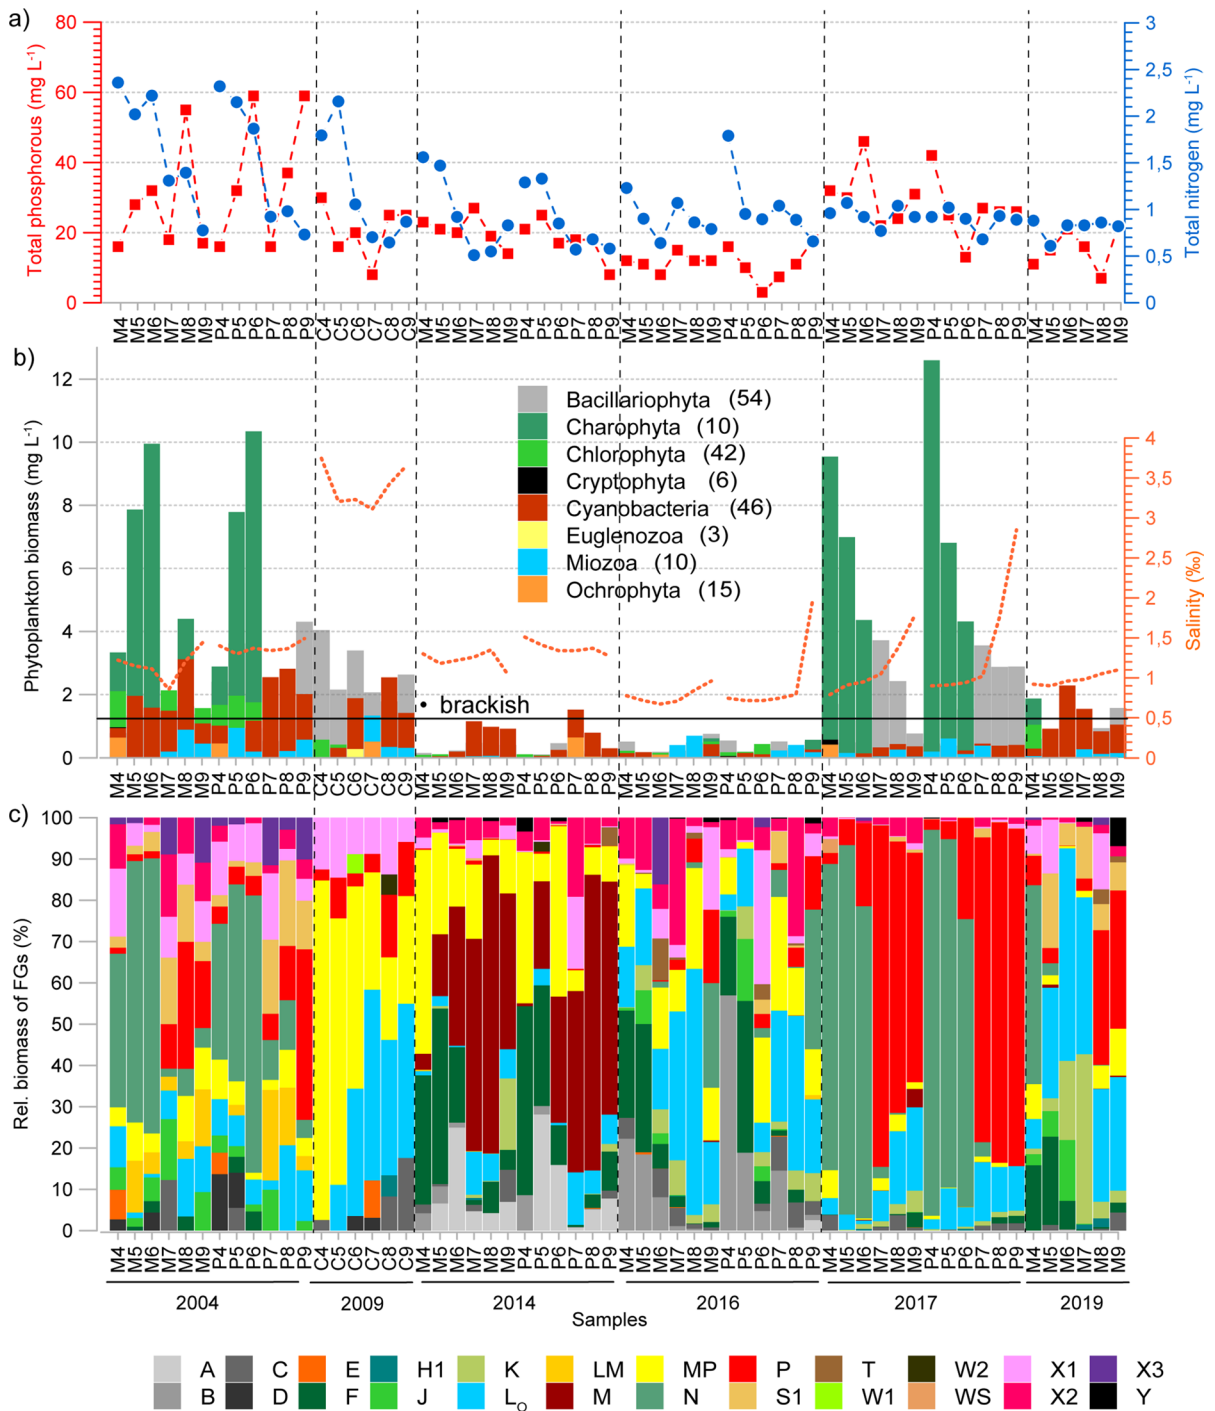 a)
Total phosphorous (mg L-1)
80
60
40
20
0
3
2,5
2
1,5
1
0,5
0
Total nitrogen (mg L-1)
M4 M5 M6 M7 M8 M9 P4 P5 P6 P7 P8 P9 C4 C5 C6 C7 C8 C9 M4 M5 M6 M7 M8 M9 P4 P5 P6 P7 P8 P9 M4 M5 M6 M7 M8 M9 P4 P5 P6 P7 P8 P9 M4 M5 M6 M7 M8 M9 P4 P5 P6 P7 P8 P9 M4 M5 M6 M7 M8 M9
b)
Phytoplankton biomass (mg L-1)
12
10
8
6
4
2
0
Bacillariophyta (54)
Charophyta (10)
Chlorophyta (42)
Cryptophyta (6)
Cyanobacteria (46)
Euglenozoa (3)
Miozoa (10)
Ochrophyta (15)
• brackish
4
3,5
3
2,5
2
1,5
1
0,5
0
Salinity (‰)
M4 M5 M6 M7 M8 M9 P4 P5 P6 P7 P8 P9 C4 C5 C6 C7 C8 C9 M4 M5 M6 M7 M8 M9 P4 P5 P6 P7 P8 P9 M4 M5 M6 M7 M8 M9 P4 P5 P6 P7 P8 P9 M4 M5 M6 M7 M8 M9 P4 P5 P6 P7 P8 P9 M4 M5 M6 M7 M8 M9
c)
Rel. biomass of FGs (%)
100
90
80
70
60
50
40
30
20
10
0
M4 M5 M6 M7 M8 M9 P4 P5 P6 P7 P8 P9 C4 C5 C6 C7 C8 C9 M4 M5 M6 M7 M8 M9 P4 P5 P6 P7 P8 P9 M4 M5 M6 M7 M8 M9 P4 P5 P6 P7 P8 P9 M4 M5 M6 M7 M8 M9 P4 P5 P6 P7 P8 P9 M4 M5 M6 M7 M8 M9
2004 2009 2014 2016 2017 2019
Samples
A C E H1 K LM MP P T W2 X1 X3
B D F J LO M N S1 W1 WS X2 Y